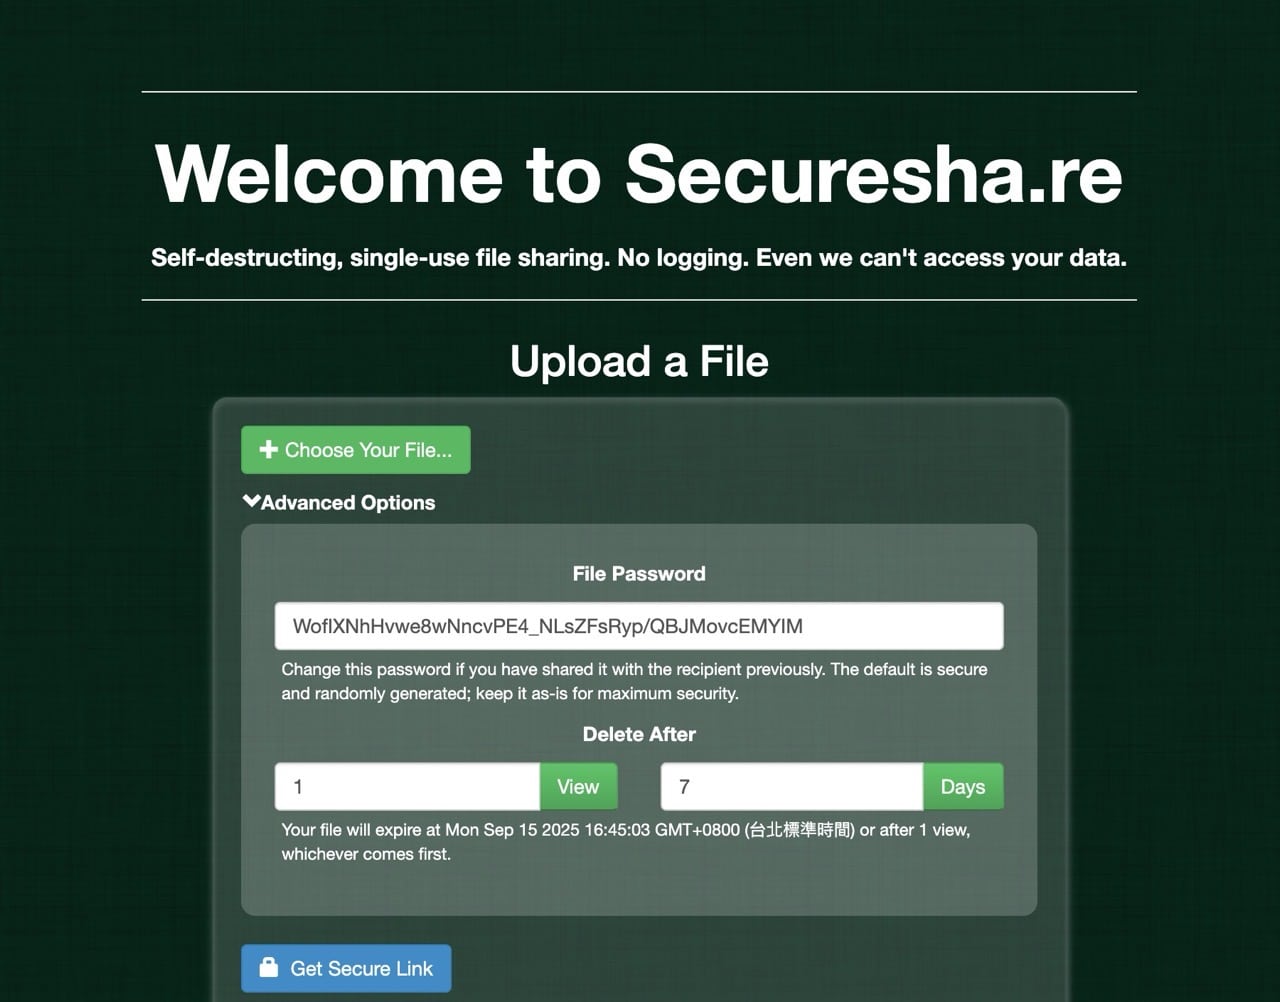 Welcome to Securesha.re
Self-destructing, single-use file sharing. No logging. Even we can't access your data.
Upload a File
Choose Your File...
Advanced Options
File Password
WoflXNhHvwe8wNncvPE4_NLsZFsRyp/QBJMovcEMYIM
Change this password if you have shared it with the recipient previously. The default is secure
and randomly generated; keep it as-is for maximum security.
Delete After
1 View 7 Days
Your file will expire at Mon Sep 15 2025 16:45:03 GMT+0800 (台北標準時間) or after 1 view,
whichever comes first.
Get Secure Link